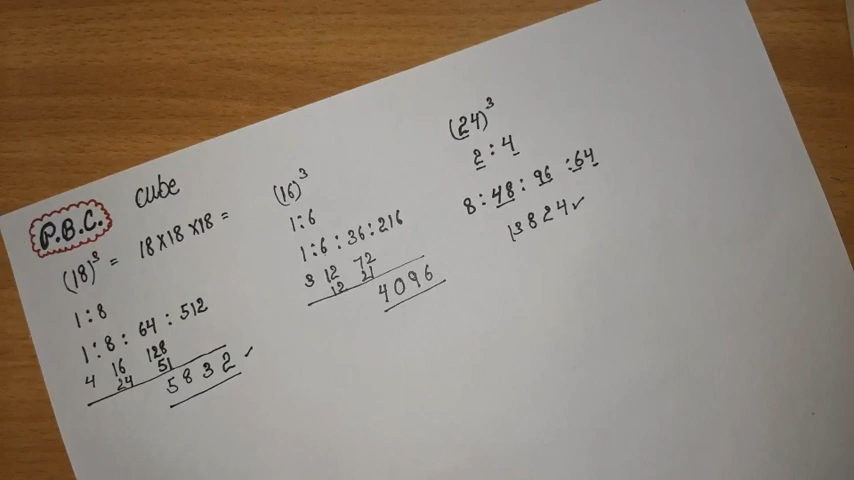 P.B.C.
cube
(18)³ = 18×18×18 =
1:8
1:8:64:512
4 16 128
24 51
5832 ✓
(16)³
1:6
1:6:36:216
3 12 72
12 21
4096
(24)³
2:4
8:48:96:64
13824 ✓